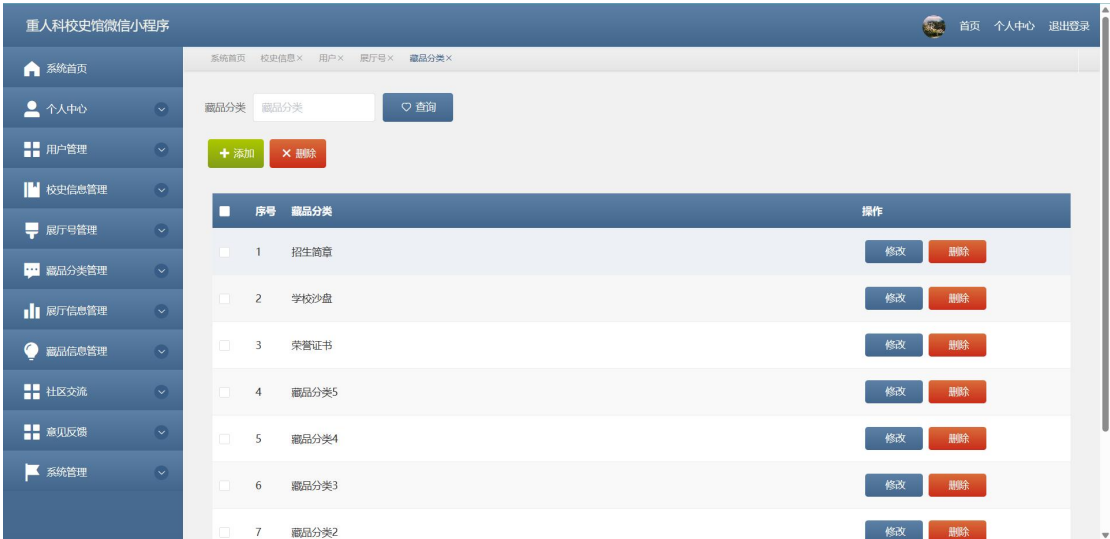 重人科校史馆微信小程序
首页 个人中心 退出登录
系统首页 校史信息× 用户× 展厅号× 藏品分类×
系统首页
个人中心
用户管理
校史信息管理
展厅号管理
藏品分类管理
展厅信息管理
藏品信息管理
社区交流
意见反馈
系统管理
藏品分类 藏品分类 查询
添加 删除
序号 藏品分类 操作
1 招生简章 修改 删除
2 学校沙盘 修改 删除
3 荣誉证书 修改 删除
4 藏品分类5 修改 删除
5 藏品分类4 修改 删除
6 藏品分类3 修改 删除
7 藏品分类2 修改 删除